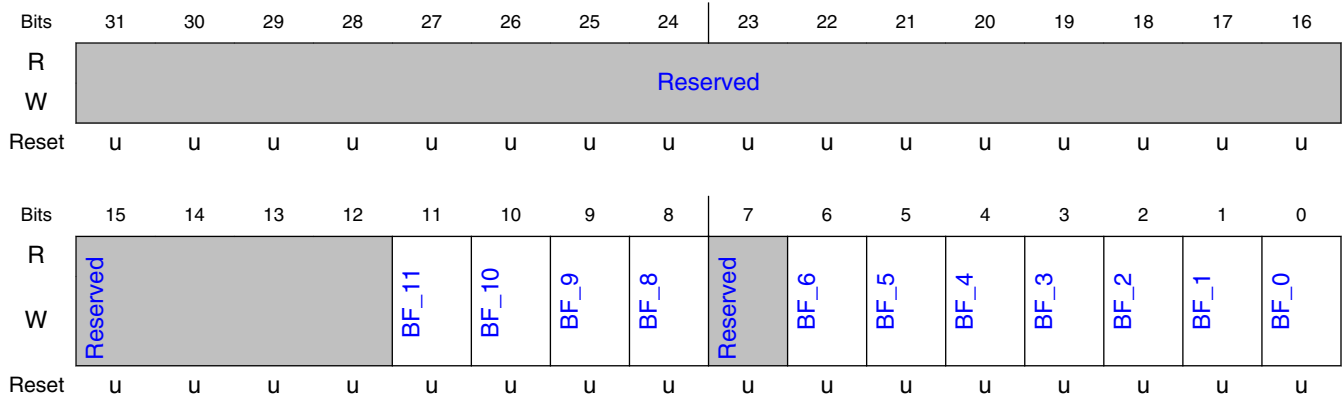 Bits 31 30 29 28 27 26 25 24 23 22 21 20 19 18 17 16
R
Reserved
W
Reset u u u u u u u u u u u u u u u u
Bits 15 14 13 12 11 10 9 8 7 6 5 4 3 2 1 0
R
Reserved BF_11 BF_10 BF_9 BF_8 Reserved BF_6 BF_5 BF_4 BF_3 BF_2 BF_1 BF_0
W
Reset u u u u u u u u u u u u u u u u